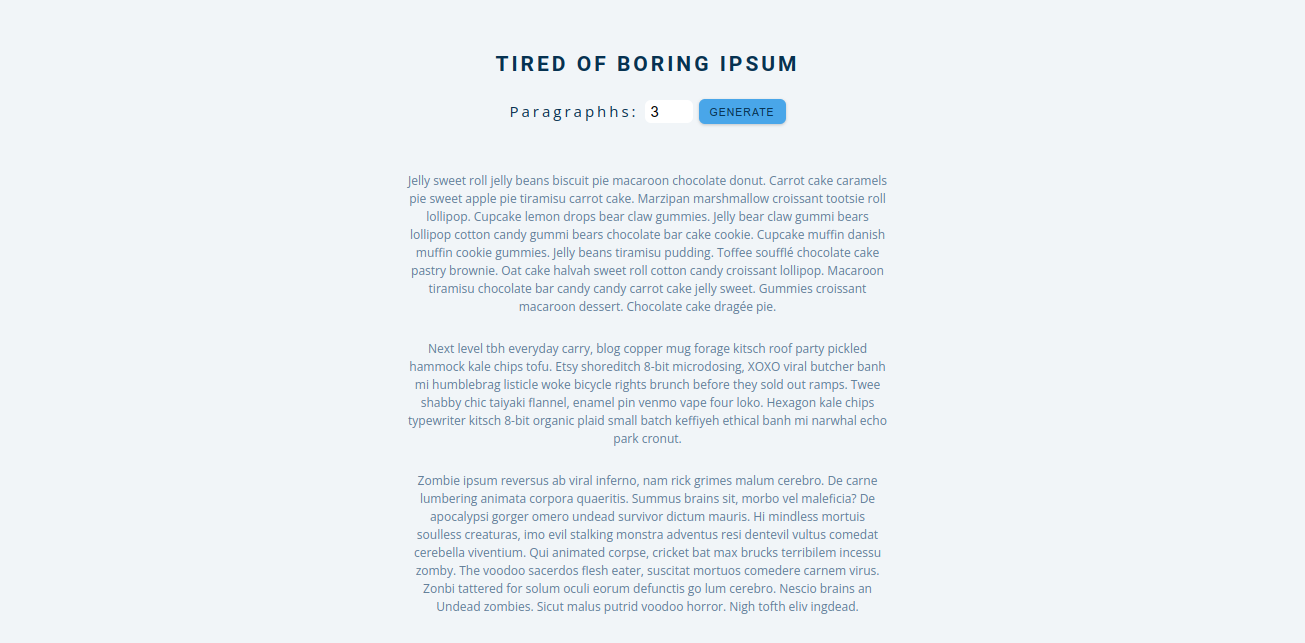 TIRED OF BORING IPSUM
Paragraphhs: 3 GENERATE
Jelly sweet roll jelly beans biscuit pie macaroon chocolate donut. Carrot cake caramels
pie sweet apple pie tiramisu carrot cake. Marzipan marshmallow croissant tootsie roll
lollipop. Cupcake lemon drops bear claw gummies. Jelly bear claw gummi bears
lollipop cotton candy gummi bears chocolate bar cake cookie. Cupcake muffin danish
muffin cookie gummies. Jelly beans tiramisu pudding. Toffee soufflé chocolate cake
pastry brownie. Oat cake halvah sweet roll cotton candy croissant lollipop. Macaroon
tiramisu chocolate bar candy candy carrot cake jelly sweet. Gummies croissant
macaroon dessert. Chocolate cake dragée pie.
Next level tbh everyday carry, blog copper mug forage kitsch roof party pickled
hammock kale chips tofu. Etsy shoreditch 8-bit microdosing, XOXO viral butcher banh
mi humblebrag listicle woke bicycle rights brunch before they sold out ramps. Twee
shabby chic taiyaki flannel, enamel pin venmo vape four loko. Hexagon kale chips
typewriter kitsch 8-bit organic plaid small batch keffiyeh ethical banh mi narwhal echo
park cronut.
Zombie ipsum reversus ab viral inferno, nam rick grimes malum cerebro. De carne
lumbering animata corpora quaeritis. Summus brains sit, morbo vel maleficia? De
apocalypsi gorger omero undead survivor dictum mauris. Hi mindless mortuis
soulless creaturas, imo evil stalking monstra adventus resi dentevil vultus comedat
cerebella viventium. Qui animated corpse, cricket bat max brucks terribilem incessu
zomby. The voodoo sacerdos flesh eater, suscitat mortuos comedere carnem virus.
Zonbi tattered for solum oculi eorum defunctis go lum cerebro. Nescio brains an
Undead zombies. Sicut malus putrid voodoo horror. Nigh tofth eliv ingdead.